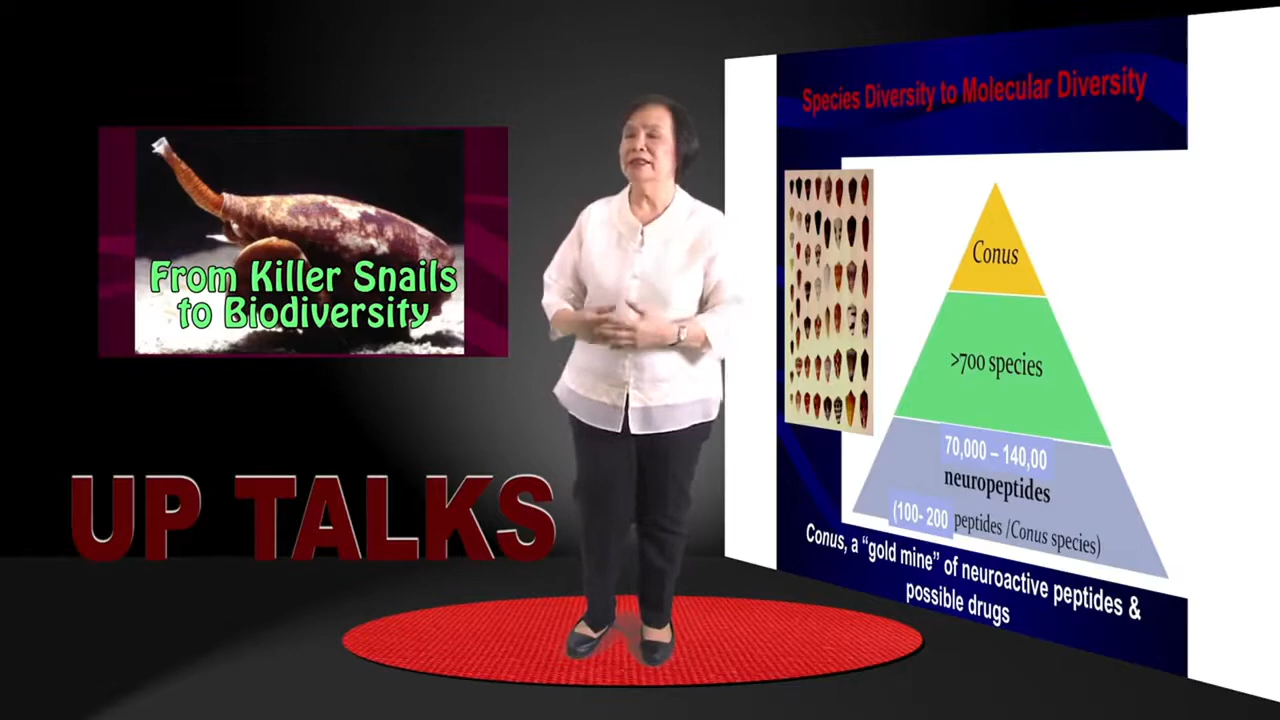 From Killer Snails
to Biodiversity
UP TALKS
Species Diversity to Molecular Diversity
Conus
>700 species
70,000 – 140,00
neuropeptides
(100- 200 peptides /Conus species)
Conus, a “gold mine” of neuroactive peptides &
possible drugs